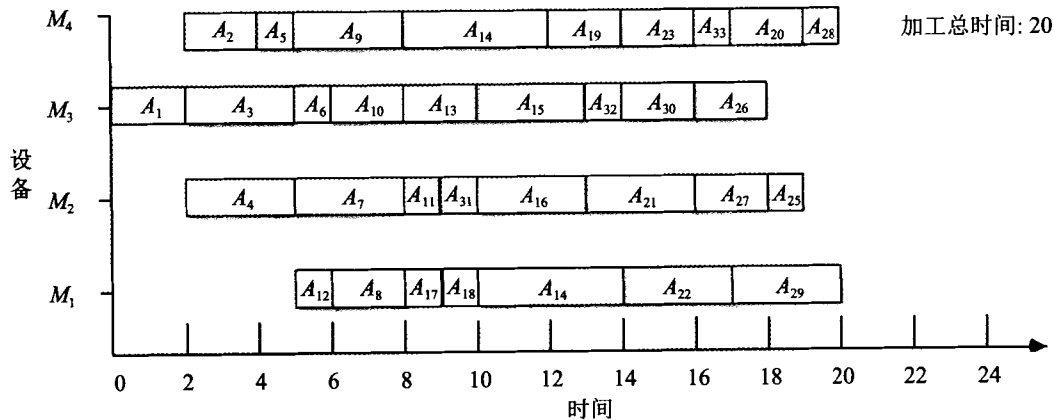 M₄ A₂ A₅ A₉ A₁₄ A₁₉ A₂₃ A₃₃ A₂₀ A₂₈ 加工总时间: 20
M₃ A₁ A₃ A₆ A₁₀ A₁₃ A₁₅ A₃₂ A₃₀ A₂₆
设备
M₂ A₄ A₇ A₁₁ A₃₁ A₁₆ A₂₁ A₂₇ A₂₅
M₁ A₁₂ A₈ A₁₇ A₁₈ A₁₄ A₂₂ A₂₉
0 2 4 6 8 10 12 14 16 18 20 22 24
时间